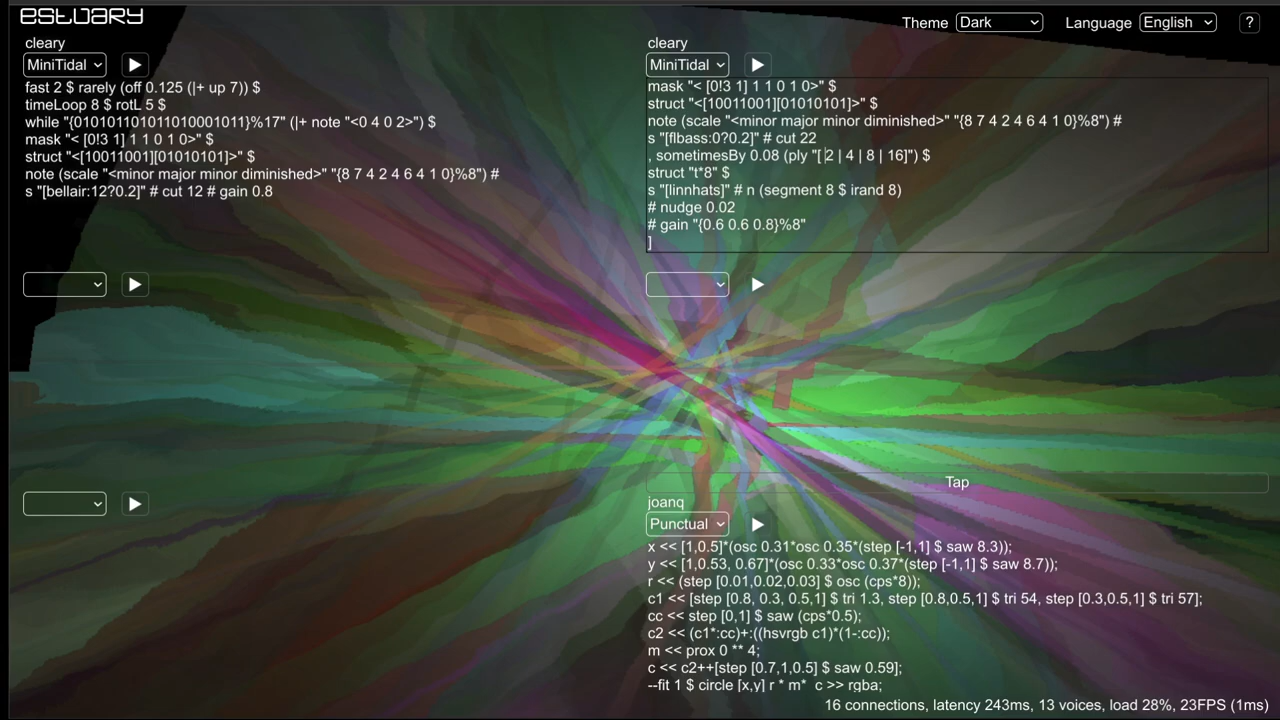 estuary
Theme Dark Language English ?
cleary
MiniTidal
fast 2 $ rarely (off 0.125 (|+ up 7)) $
timeLoop 8 $ rotL 5 $
while "{0101011010110100010​11}%17" (|+ note "<0 4 0 2>") $
mask "< [0!3 1] 1 1 0 1 0>" $
struct "<[10011001][01010101]>" $
note (scale "<minor major minor diminished>" "{8 7 4 2 4 6 4 1 0}%8") #
s "[bellair:12?0.2]" # cut 12 # gain 0.8
cleary
MiniTidal
mask "< [0!3 1] 1 1 0 1 0>" $
struct "<[10011001][01010101]>" $
note (scale "<minor major minor diminished>" "{8 7 4 2 4 6 4 1 0}%8") #
s "[flbass:0?0.2]" # cut 22
, sometimesBy 0.08 (ply "[ 2 | 4 | 8 | 16]") $
struct "t*8" $
s "[linnhats]" # n (segment 8 $ irand 8)
# nudge 0.02
# gain "{0.6 0.6 0.8}%8"
]
Tap
joanq
Punctual
x << [1,0.5]*(osc 0.31*osc 0.35*(step [-1,1] $ saw 8.3));
y << [1,0.53, 0.67]*(osc 0.33*osc 0.37*(step [-1,1] $ saw 8.7));
r << (step [0.01,0.02,0.03] $ osc (cps*8));
c1 << [step [0.8, 0.3, 0.5,1] $ tri 1.3, step [0.8,0.5,1] $ tri 54, step [0.3,0.5,1] $ tri 57];
cc << step [0,1] $ saw (cps*0.5);
c2 << (c1*:cc)+:((hsvrgb c1)*(1-:cc));
m << prox 0 ** 4;
c << c2++[step [0.7,1,0.5] $ saw 0.59];
--fit 1 $ circle [x,y] r * m*  c >> rgba;
16 connections, latency 243ms, 13 voices, load 28%, 23FPS (1ms)